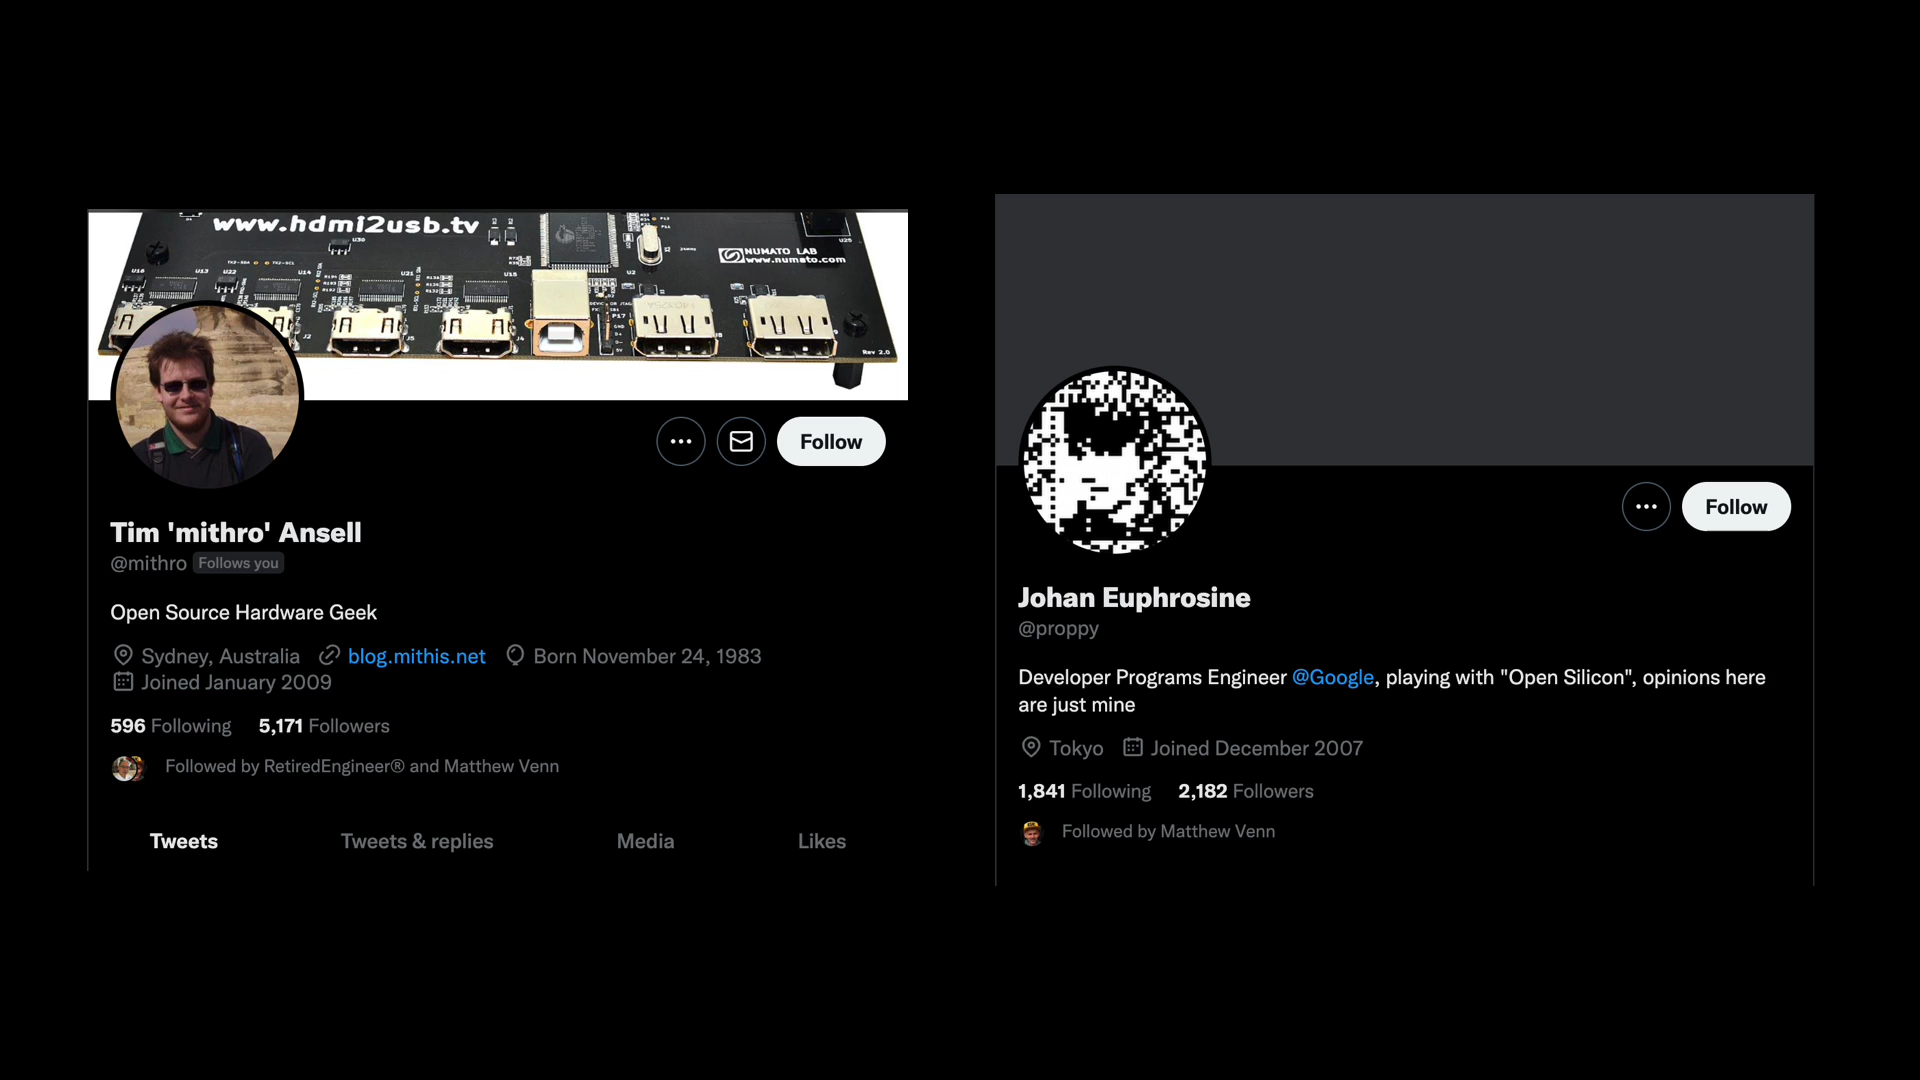 www.hdmi2usb.tv
NUMATO LAB
www.numato.com
Rev 2.0
Follow
Tim 'mithro' Ansell
@mithro Follows you
Open Source Hardware Geek
Sydney, Australia blog.mithis.net Born November 24, 1983
Joined January 2009
596 Following 5,171 Followers
Followed by RetiredEngineer® and Matthew Venn
Tweets Tweets & replies Media Likes
Follow
Johan Euphrosine
@proppy
Developer Programs Engineer @Google, playing with "Open Silicon", opinions here
are just mine
Tokyo Joined December 2007
1,841 Following 2,182 Followers
Followed by Matthew Venn